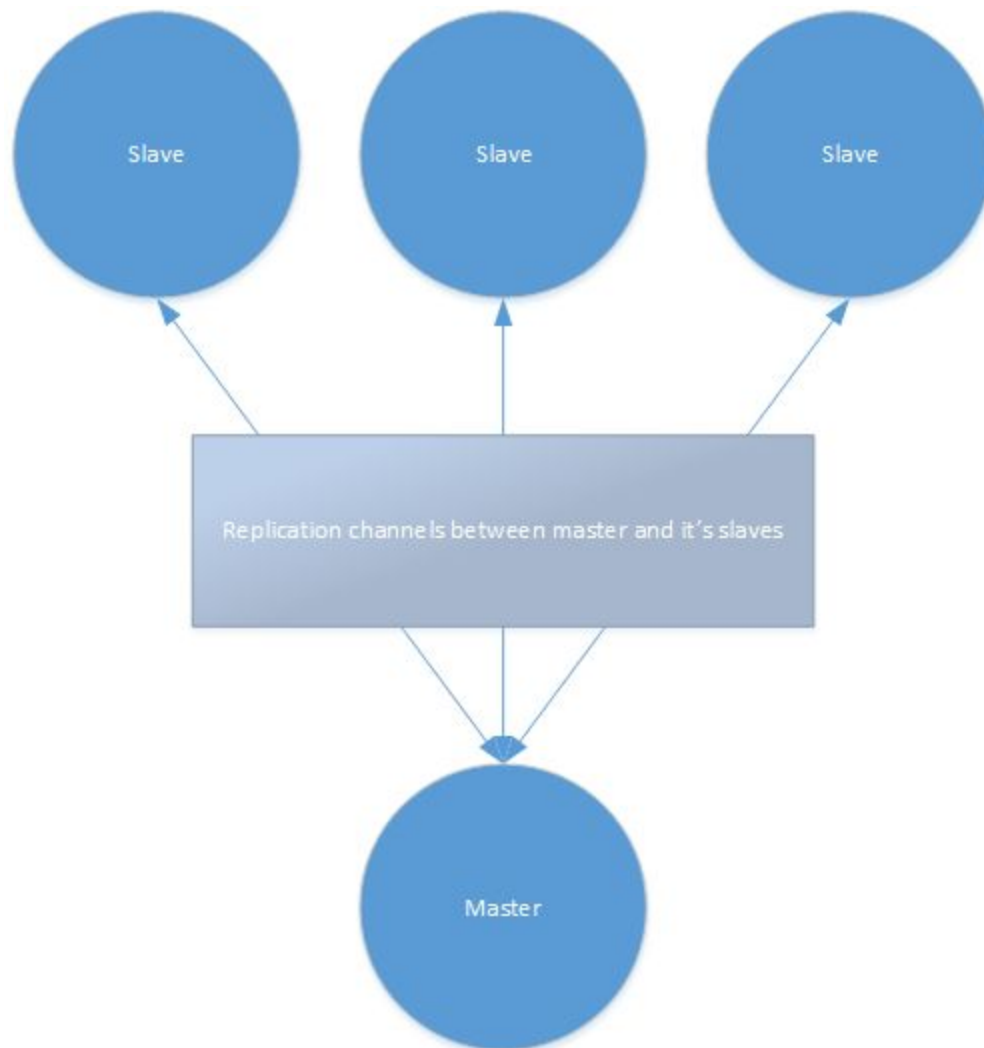 Slave
Slave
Slave
Replication channels between master and it’s slaves
Master